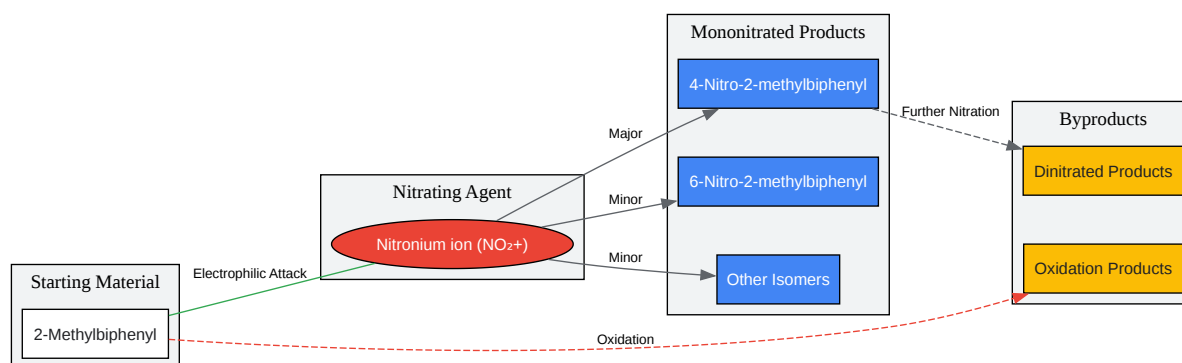 Mononitrated Products
4-Nitro-2-methylbiphenyl
Further Nitration
Byproducts
Major
Dinitrated Products
Nitrating Agent
6-Nitro-2-methylbiphenyl
Minor
Nitronium ion (NO₂+)
Minor
Electrophilic Attack
Other Isomers
Oxidation Products
Starting Material
2-Methylbiphenyl
Oxidation